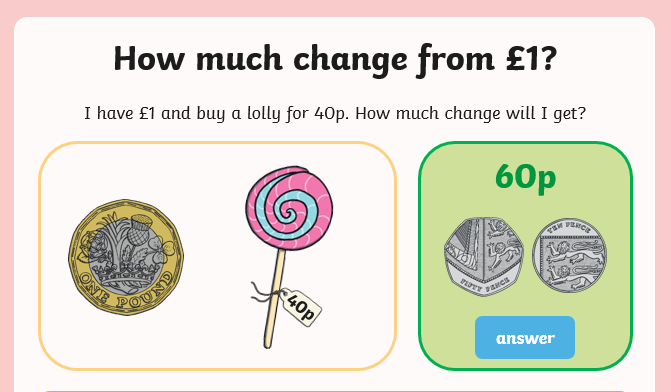 How much change from £1?
I have £1 and buy a lolly for 40p. How much change will I get?
ONE POUND
40p
60p
FIFTY PENCE
TEN PENCE
answer